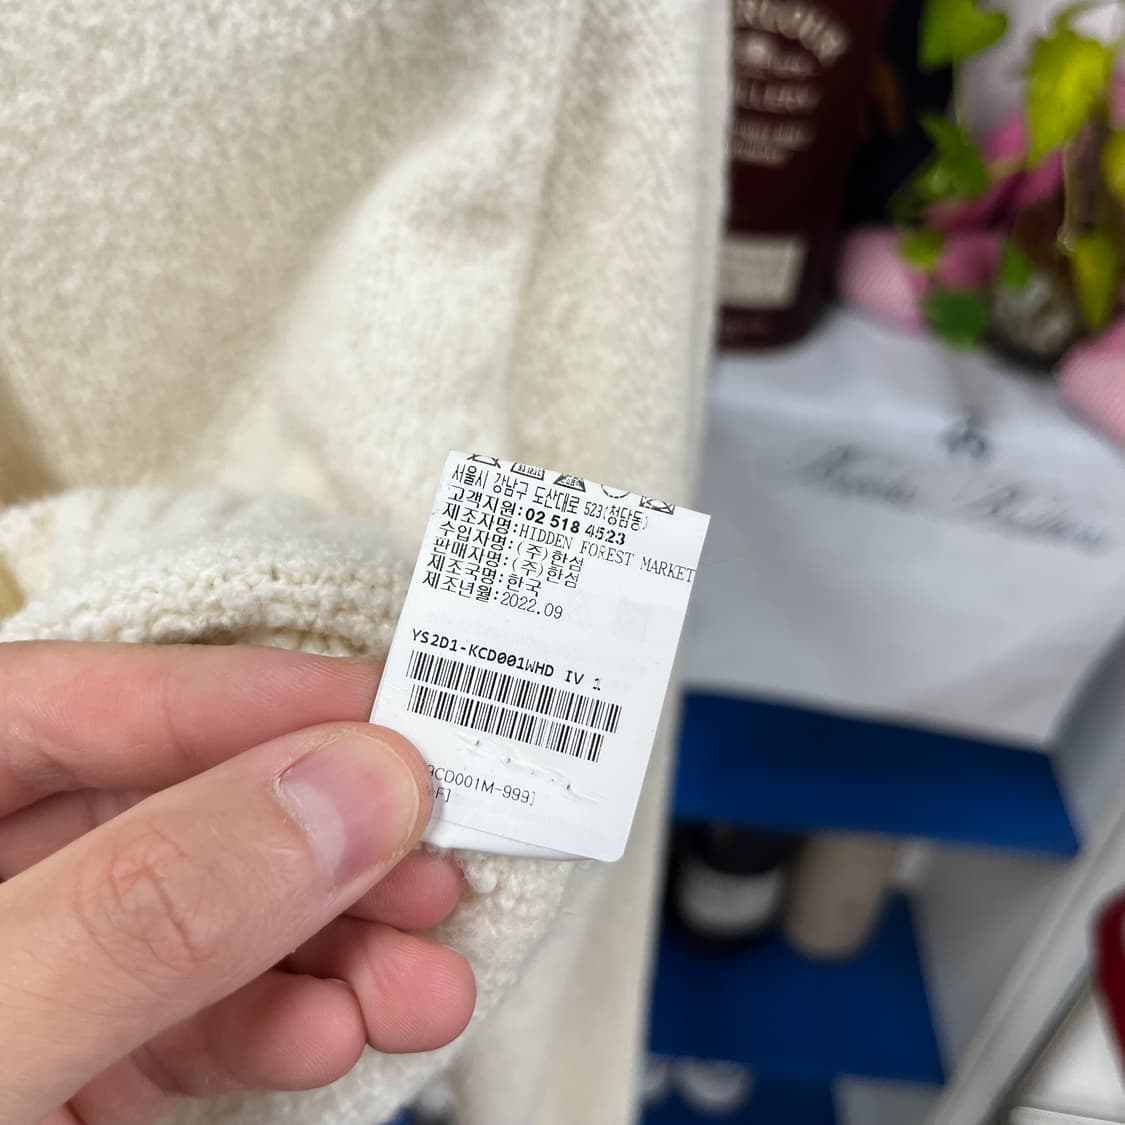 서울시 강남구 도산대로 523(청담동)
고객지원:02 518 4523
제조자명:HIDDEN FOREST MARKET
수입자명:(주)한섬
판매자명:(주)한섬
제조국명:한국
제조년월:2022.09
YS2D1-KCD001WHD IV 1
CD001M-999]
F]